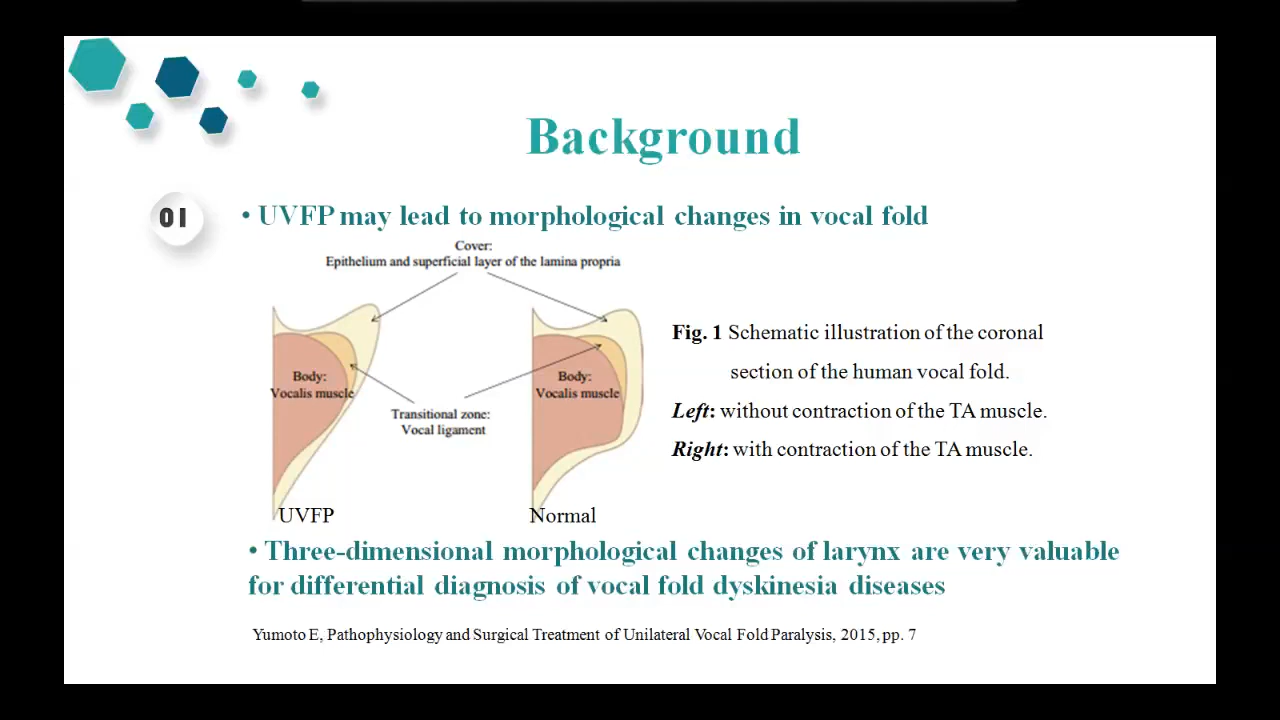 Background
01
• UVFP may lead to morphological changes in vocal fold
Cover:
Epithelium and superficial layer of the lamina propria
Body:
Vocalis muscle
Body:
Vocalis muscle
Transitional zone:
Vocal ligament
UVFP
Normal
Fig. 1 Schematic illustration of the coronal
section of the human vocal fold.
Left: without contraction of the TA muscle.
Right: with contraction of the TA muscle.
• Three-dimensional morphological changes of larynx are very valuable
for differential diagnosis of vocal fold dyskinesia diseases
Yumoto E, Pathophysiology and Surgical Treatment of Unilateral Vocal Fold Paralysis, 2015, pp. 7